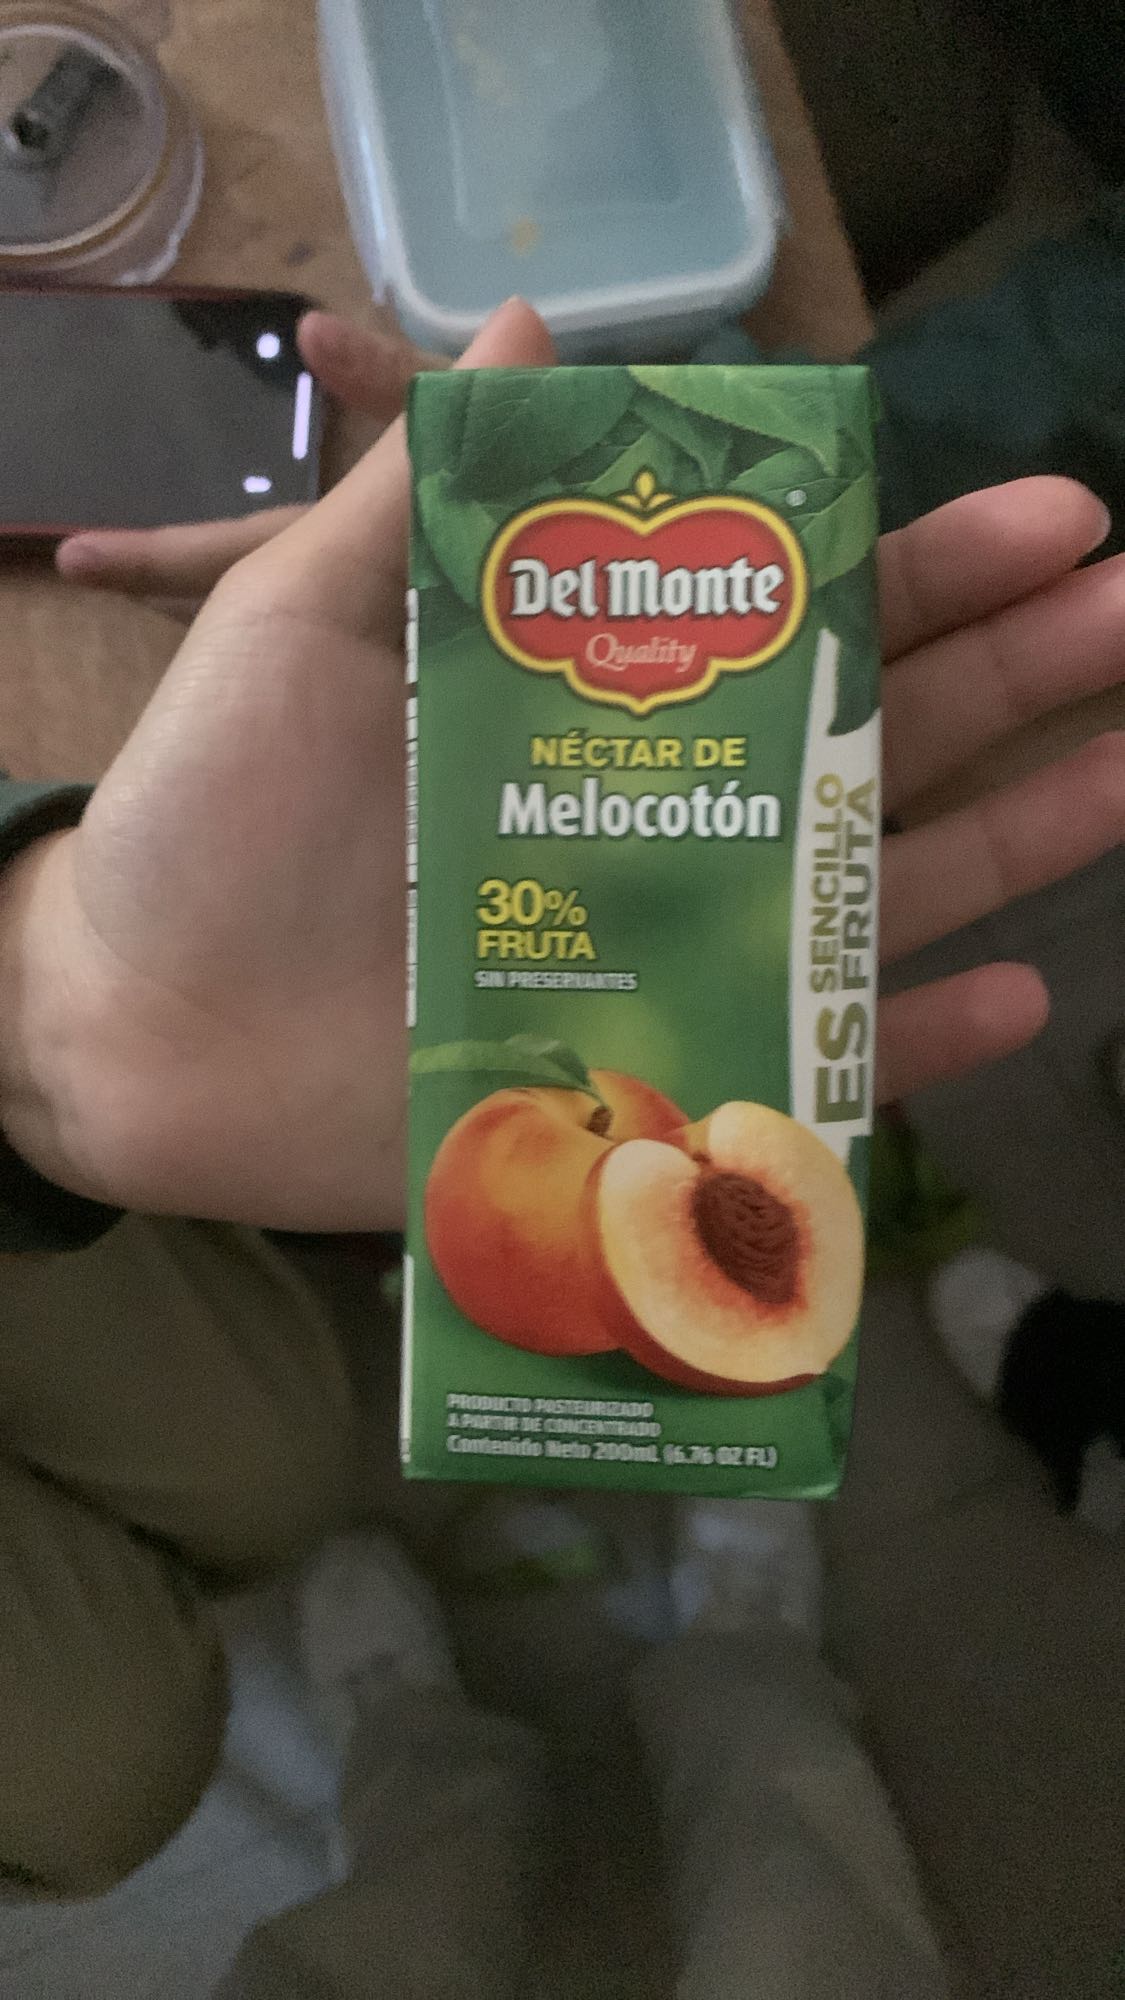 Del Monte
Quality
®
NÉCTAR DE
Melocotón
30%
FRUTA
SIN PRESERVANTES
ES SENCILLO
ES FRUTA
PRODUCTO PASTEURIZADO
A PARTIR DE CONCENTRADO
Contenido Neto 200mL (6.76 OZ FL)